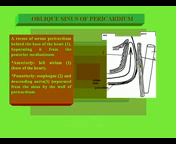 OBLIQUE SINUS OF PERICARDIUM
A recess of serous pericardium
behind the base of the heart (1).
Separating it from the
posterior mediastinum.
*Anteriorly: left atrium (1)
(base of the heart).
*Posteriorly: esophagus (2) and
descending aorta(3) separated
from the sinus by the wall of
pericardium.